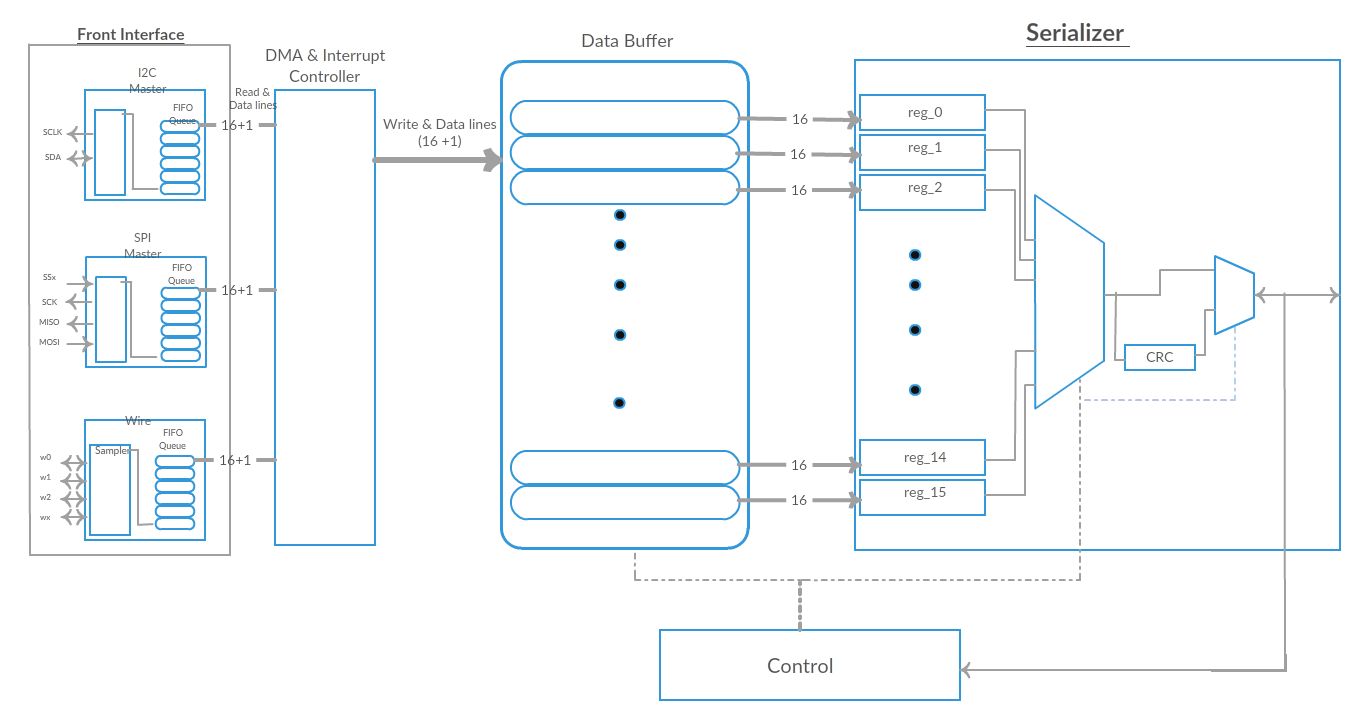 Front Interface
I2C
Master
FIFO
Queue
SCLK
SDA
SPI
Master
FIFO
Queue
SSx
SCK
MISO
MOSI
Wire
Sampler
FIFO
Queue
w0
w1
w2
wx
Read &
Data lines
16+1
16+1
16+1
DMA & Interrupt
Controller
Write & Data lines
(16 +1)
Data Buffer
16
16
16
16
16
Serializer
reg_0
reg_1
reg_2
reg_14
reg_15
CRC
Control